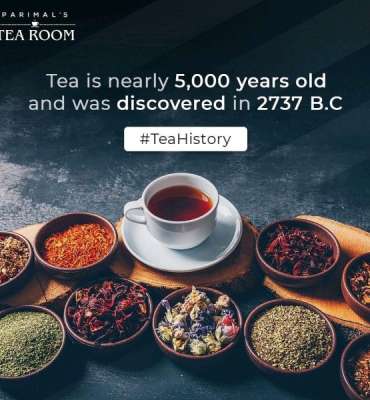 PARIMAL'S
TEA ROOM
Tea is nearly 5,000 years old
and was discovered in 2737 B.C
#TeaHistory